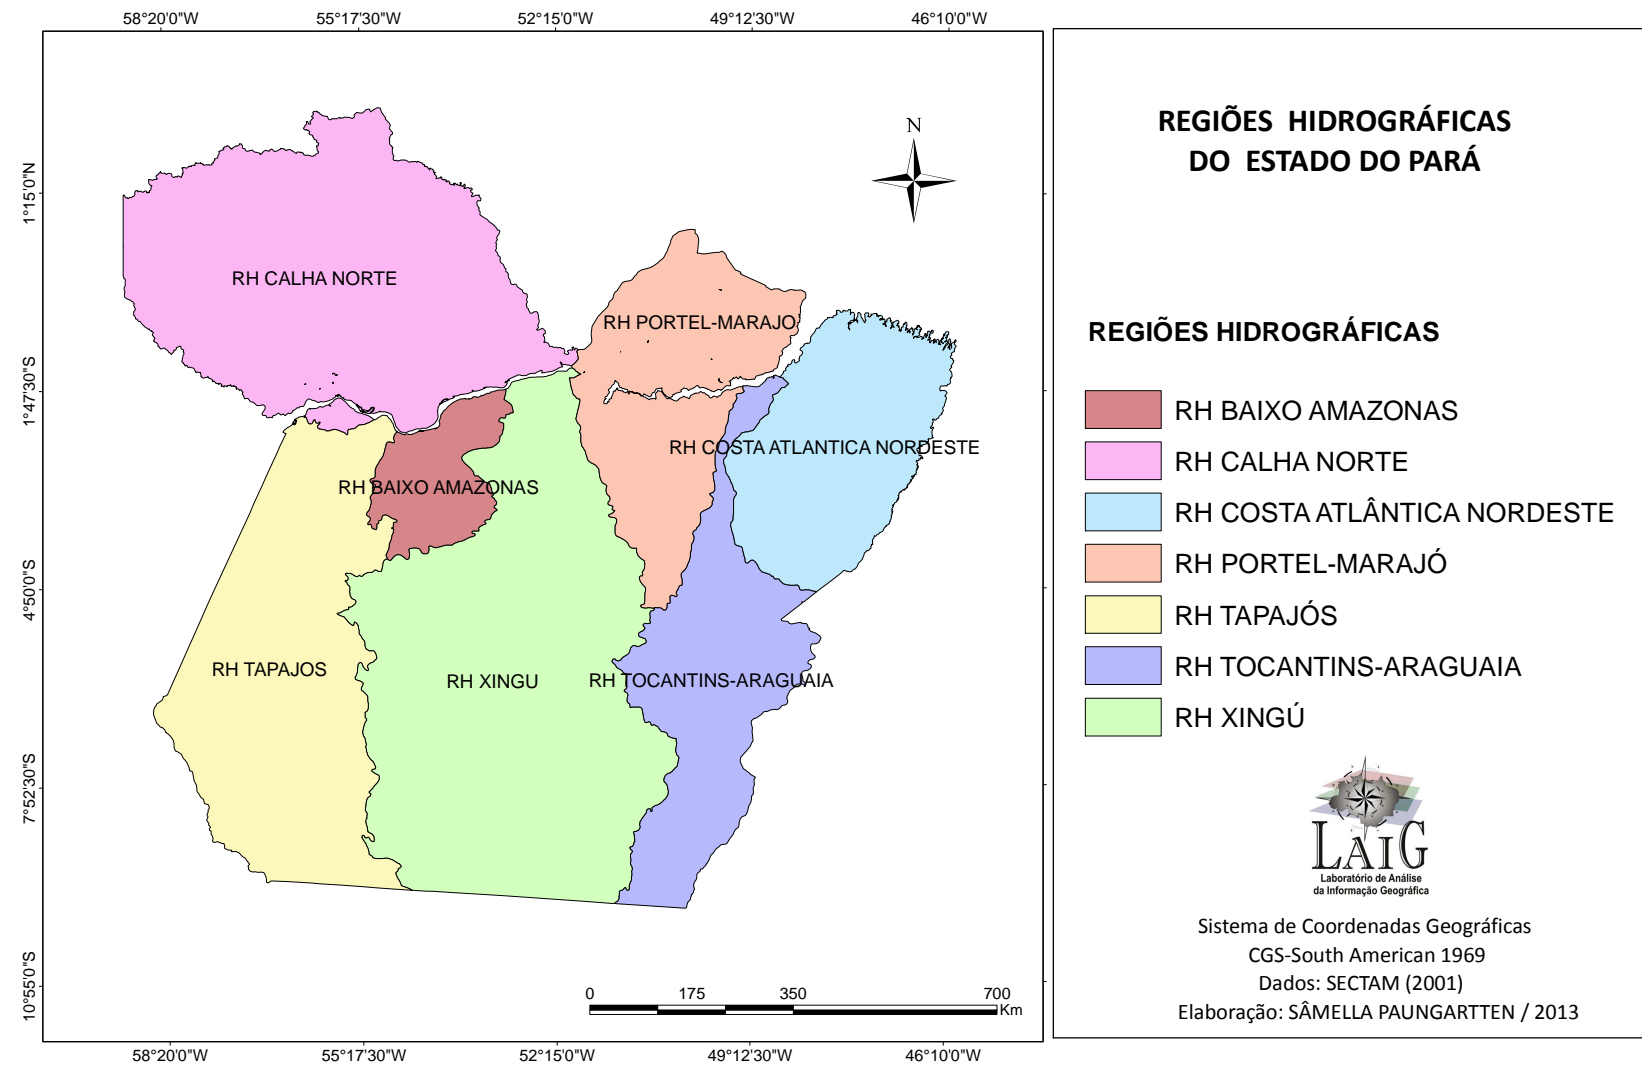 58°20'0"W 55°17'30"W 52°15'0"W 49°12'30"W 46°10'0"W
1°15'0"N
1°47'30"S
4°50'0"S
7°52'30"S
10°55'0"S
N
RH CALHA NORTE
RH PORTEL-MARAJO
RH COSTA ATLANTICA NORDESTE
RH BAIXO AMAZONAS
RH TAPAJOS
RH XINGU
RH TOCANTINS-ARAGUAIA
0 175 350 700
Km
58°20'0"W 55°17'30"W 52°15'0"W 49°12'30"W 46°10'0"W
REGIÕES HIDROGRÁFICAS
DO ESTADO DO PARÁ
REGIÕES HIDROGRÁFICAS
RH BAIXO AMAZONAS
RH CALHA NORTE
RH COSTA ATLÂNTICA NORDESTE
RH PORTEL-MARAJÓ
RH TAPAJÓS
RH TOCANTINS-ARAGUAIA
RH XINGÚ
LAIG
Laboratório de Análise
da Informação Geográfica
Sistema de Coordenadas Geográficas
CGS-South American 1969
Dados: SECTAM (2001)
Elaboração: SÂMELLA PAUNGARTTEN / 2013